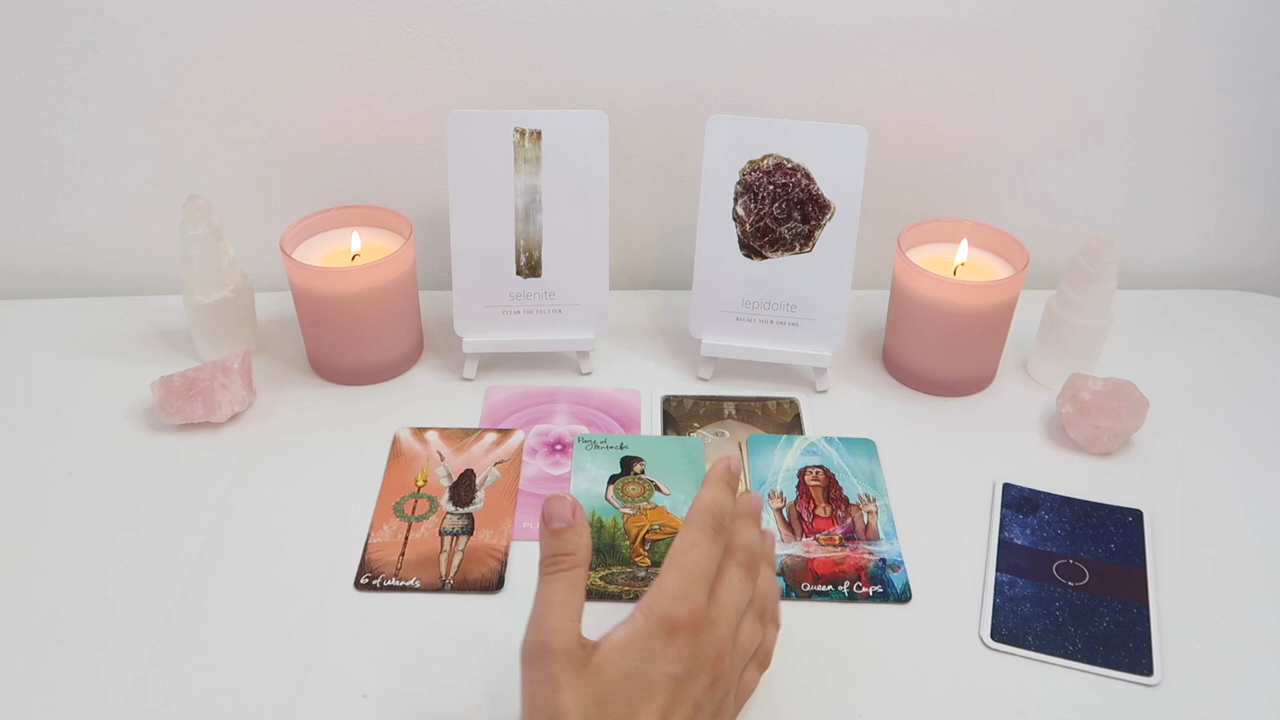 selenite
CLEAR THE CLUTTER
lepidolite
RECALL YOUR DREAMS
Page of
Pentacles
6 of Wands
Queen of Cups